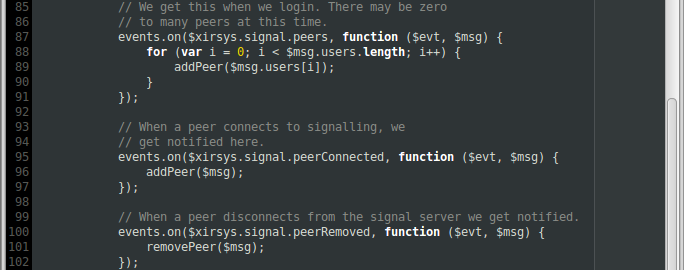 85 // We get this when we login. There may be zero
86 // to many peers at this time.
87 events.on($xirsys.signal.peers, function ($evt, $msg) {
88 for (var i = 0; i < $msg.users.length; i++) {
89 addPeer($msg.users[i]);
90 }
91 });
92
93 // When a peer connects to signalling, we
94 // get notified here.
95 events.on($xirsys.signal.peerConnected, function ($evt, $msg) {
96 addPeer($msg);
97 });
98
99 // When a peer disconnects from the signal server we get notified.
100 events.on($xirsys.signal.peerRemoved, function ($evt, $msg) {
101 removePeer($msg);
102 });